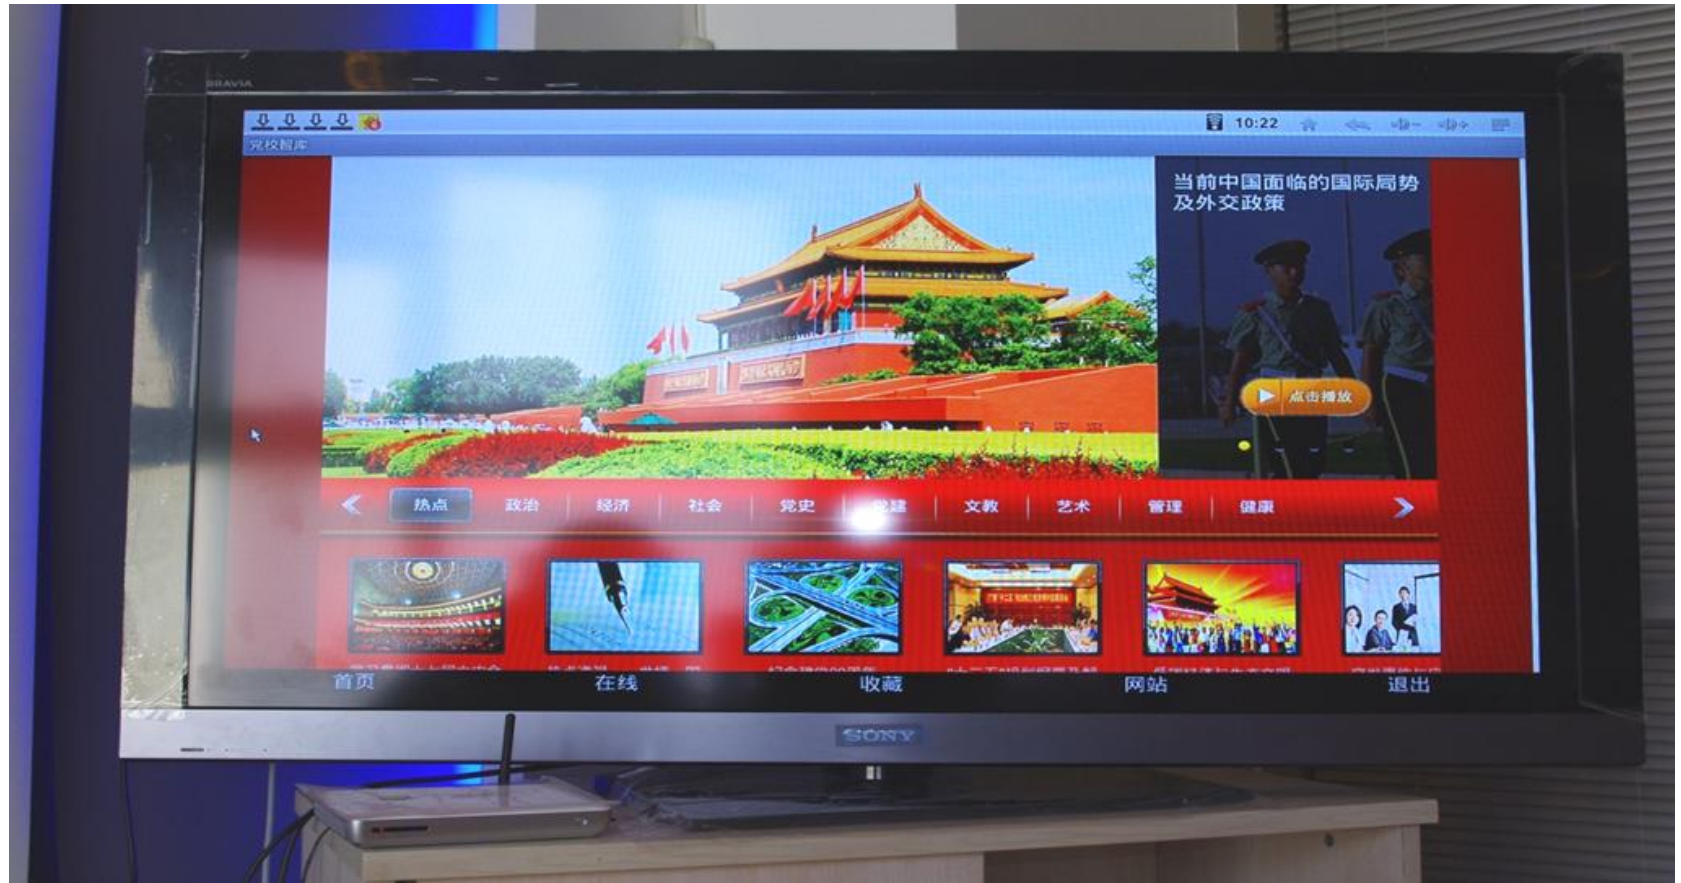 BRAVIA
10:22
党校智库
当前中国面临的国际局势
及外交政策
点击播放
热点 政治 经济 社会 党史 党建 文教 艺术 管理 健康
首页 在线 收藏 网站 退出
SONY